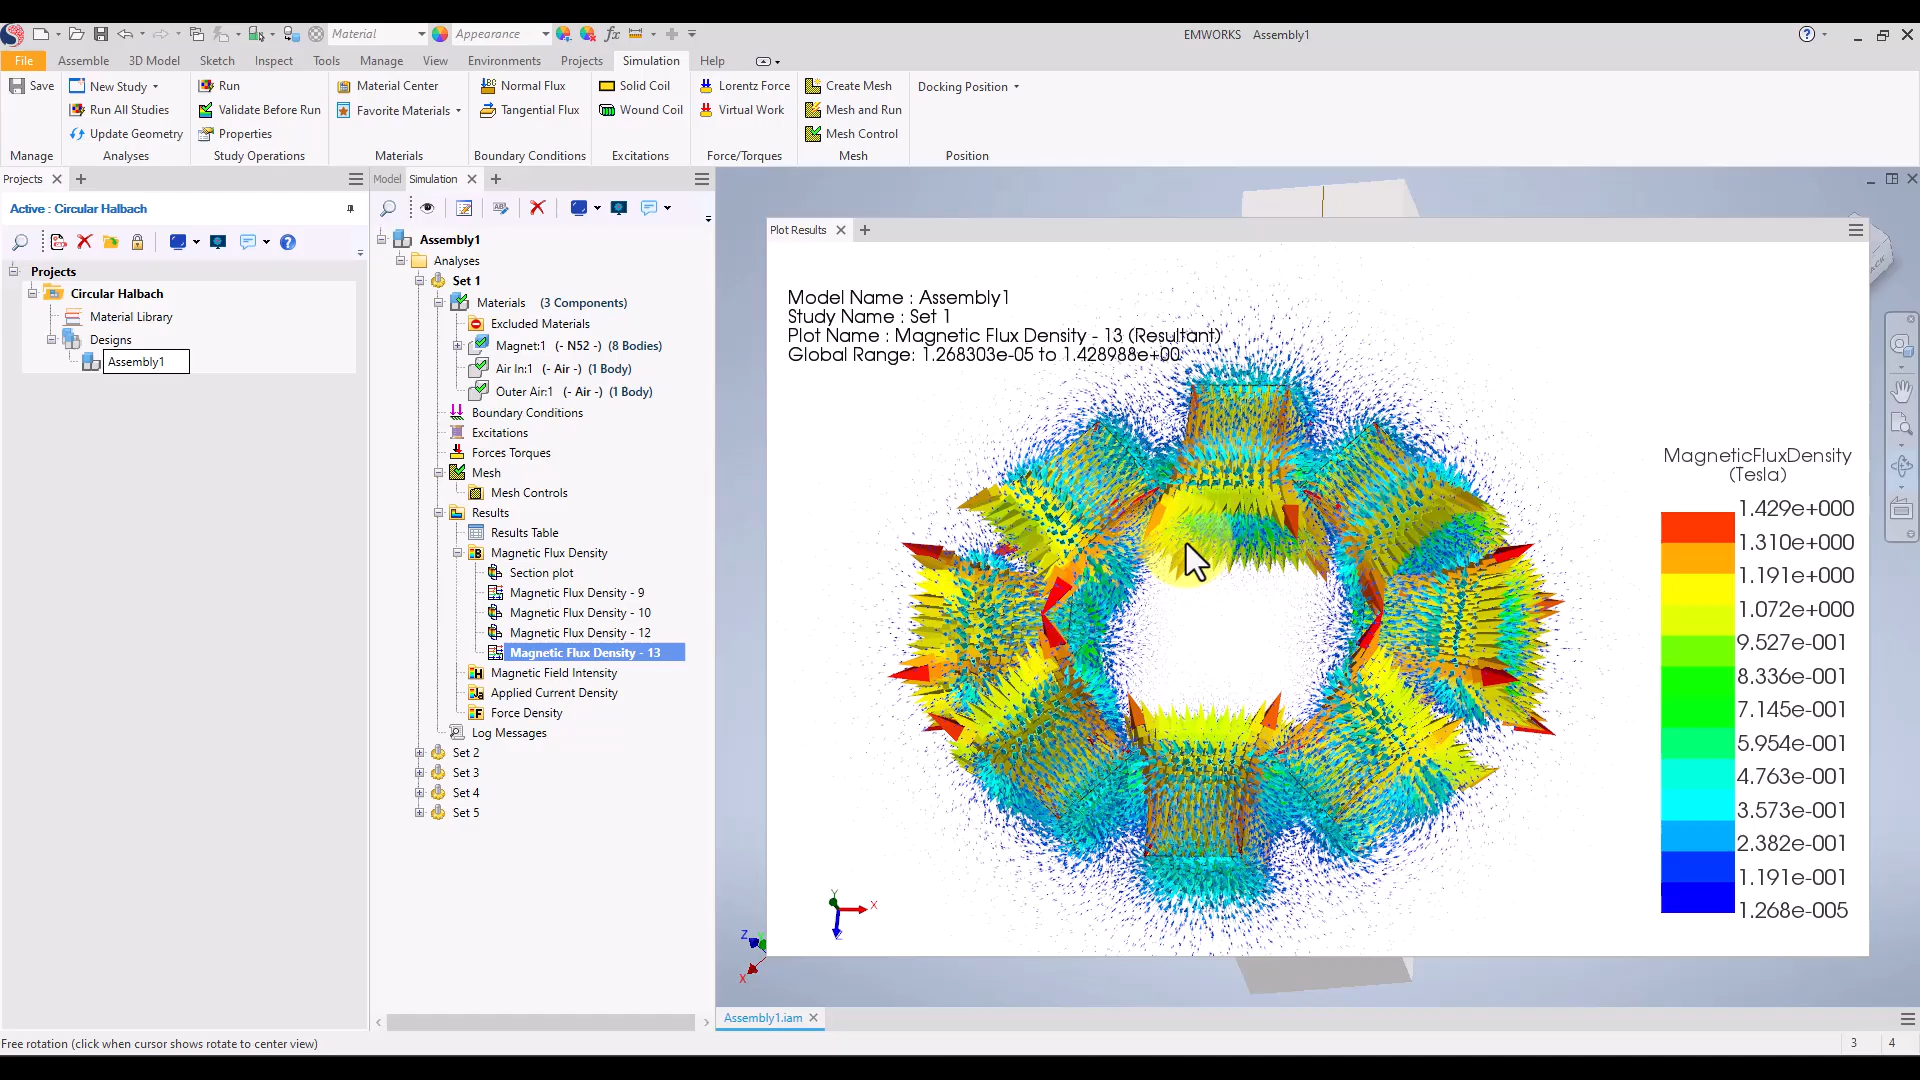 Material
Appearance
fx
EMWORKS Assembly1
File
Assemble
3D Model
Sketch
Inspect
Tools
Manage
View
Environments
Projects
Simulation
Help
Save
New Study
Run
Material Center
Normal Flux
Solid Coil
Lorentz Force
Create Mesh
Docking Position
Run All Studies
Validate Before Run
Favorite Materials
Tangential Flux
Wound Coil
Virtual Work
Mesh and Run
Update Geometry
Properties
Mesh Control
Manage
Analyses
Study Operations
Materials
Boundary Conditions
Excitations
Force/Torques
Mesh
Position
Projects
Active : Circular Halbach
Projects
Circular Halbach
Material Library
Designs
Assembly1
Model
Simulation
Assembly1
Analyses
Set 1
Materials (3 Components)
Excluded Materials
Magnet:1 (- N52 -) (8 Bodies)
Air In:1 (- Air -) (1 Body)
Outer Air:1 (- Air -) (1 Body)
Boundary Conditions
Excitations
Forces Torques
Mesh
Mesh Controls
Results
Results Table
Magnetic Flux Density
Section plot
Magnetic Flux Density - 9
Magnetic Flux Density - 10
Magnetic Flux Density - 12
Magnetic Flux Density - 13
Magnetic Field Intensity
Applied Current Density
Force Density
Log Messages
Set 2
Set 3
Set 4
Set 5
Plot Results
Model Name : Assembly1
Study Name : Set 1
Plot Name : Magnetic Flux Density - 13 (Resultant)
Global Range: 1.268303e-05 to 1.428988e+00
MagneticFluxDensity
(Tesla)
1.429e+000
1.310e+000
1.191e+000
1.072e+000
9.527e-001
8.336e-001
7.145e-001
5.954e-001
4.763e-001
3.573e-001
2.382e-001
1.191e-001
1.268e-005
Y
X
Z
X
Assembly1.iam
Free rotation (click when cursor shows rotate to center view)
3
4